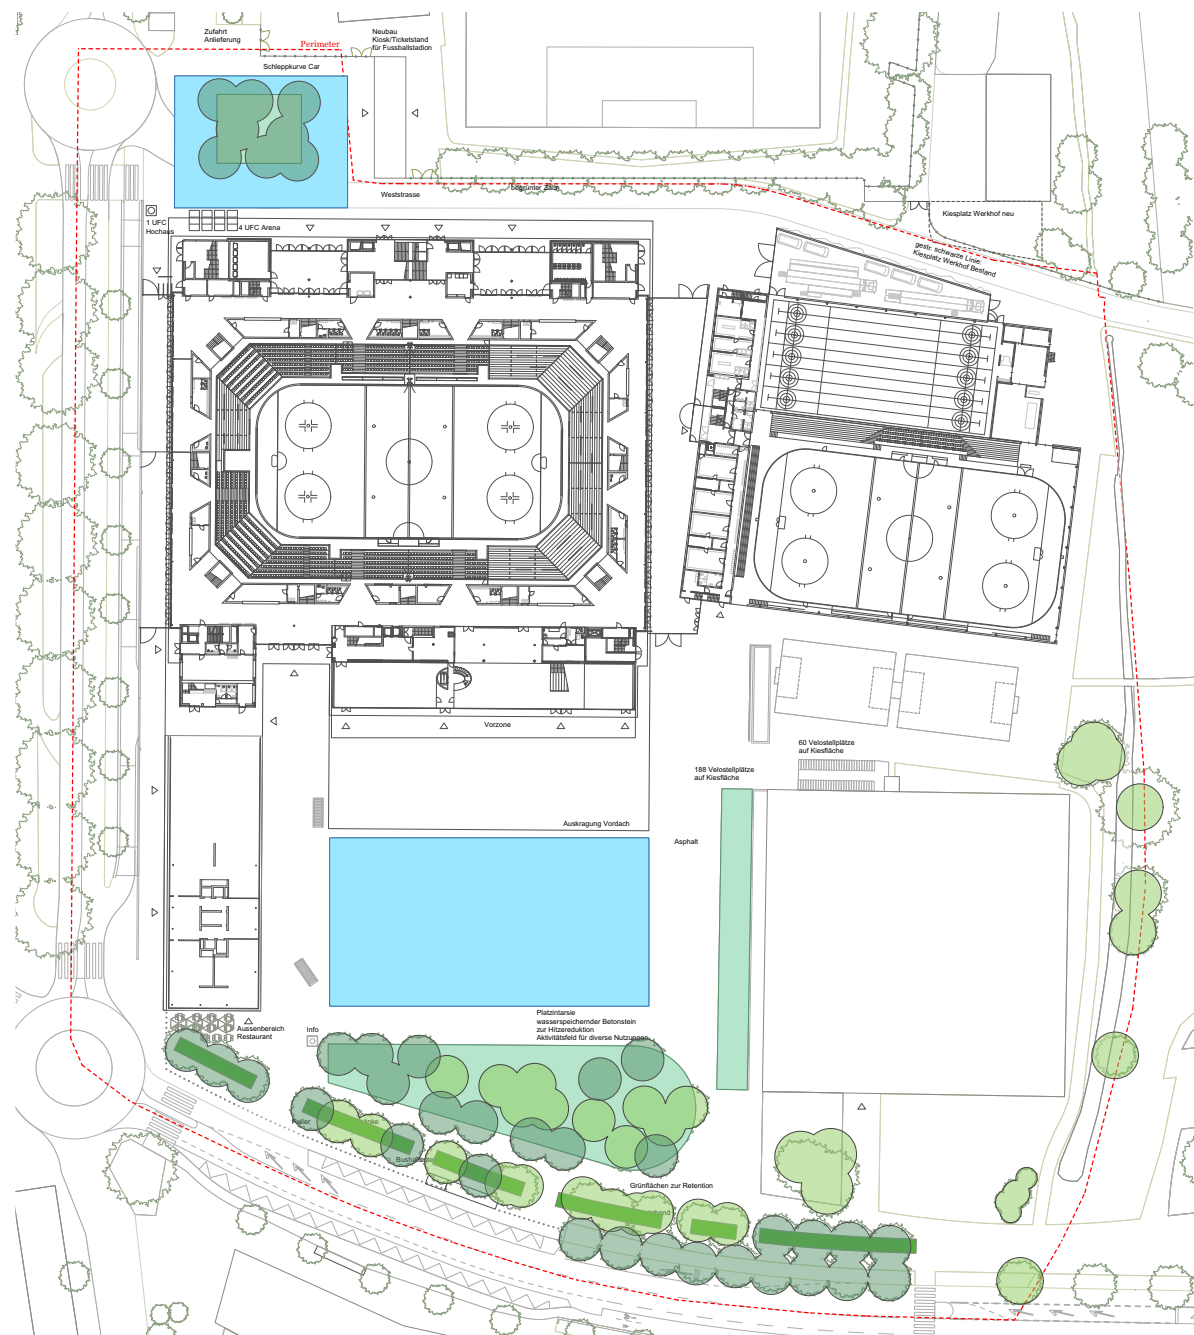 Zufahrt
Anlieferung
Neubau
Kiosk/Ticketstand
für Fussballstadion
Perimeter
Schleppkurve Car
Weststrasse
begrünter Zaun
Kiesplatz Werkhof neu
gestr. schwarze Linie:
Kiesplatz Werkhof Bestand
1 UFC
Hochaus
4 UFC Arena
Vorzone
60 Velostellplätze
auf Kiesfläche
188 Velostellplätze
auf Kiesfläche
Auskragung Vordach
Asphalt
Platzintarsie
wasserspeichernder Betonstein
zur Hitzereduktion
Aktivitätsfeld für diverse Nutzungen
Aussenbereich
Restaurant
Info
Grünflächen zur Retention